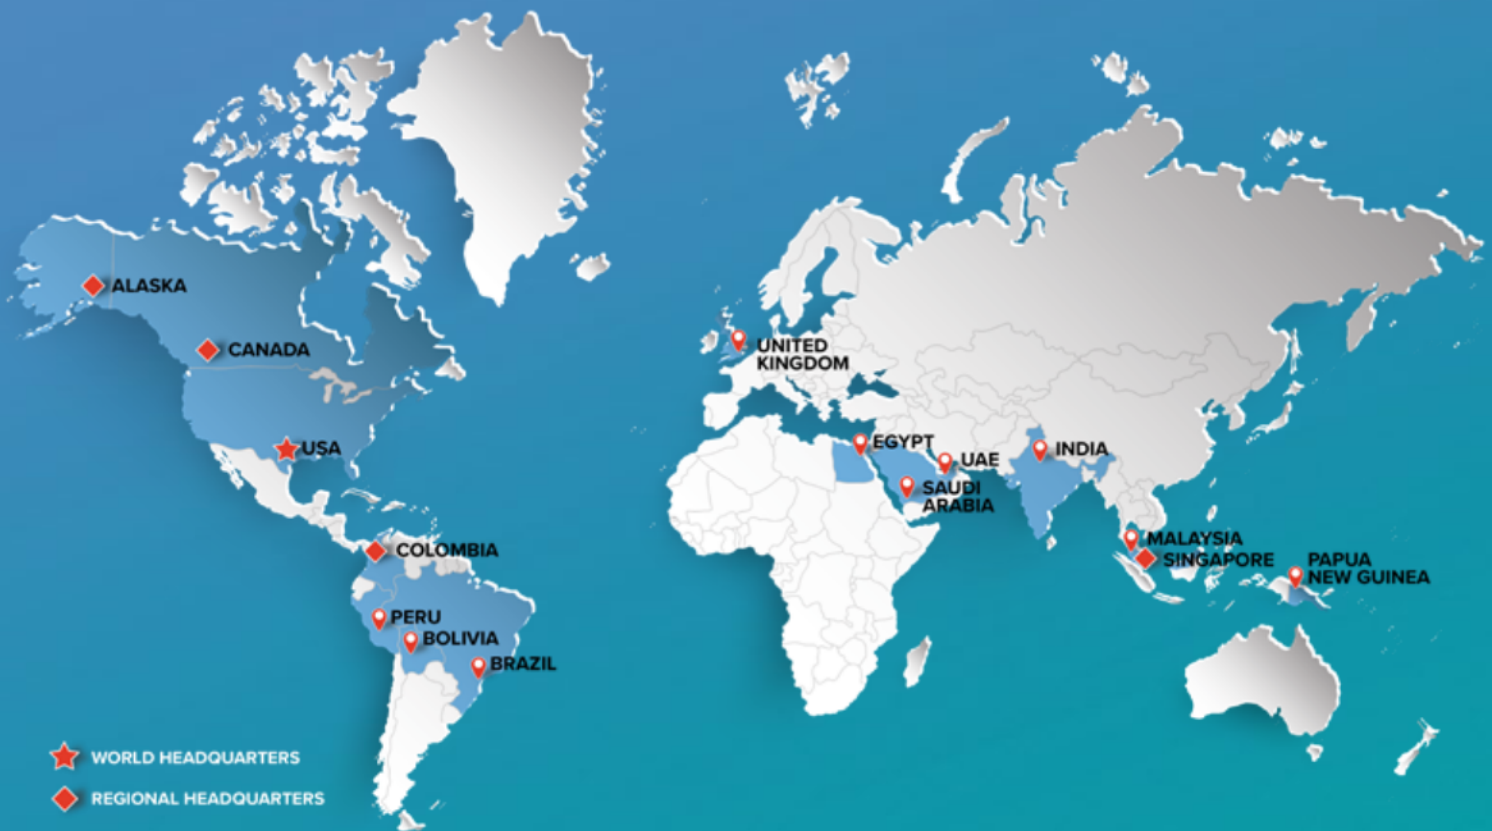 ALASKA
CANADA
UNITED
KINGDOM
USA
EGYPT
UAE
INDIA
SAUDI
ARABIA
COLOMBIA
MALAYSIA
SINGAPORE
PAPUA
NEW GUINEA
PERU
BOLIVIA
BRAZIL
WORLD HEADQUARTERS
REGIONAL HEADQUARTERS